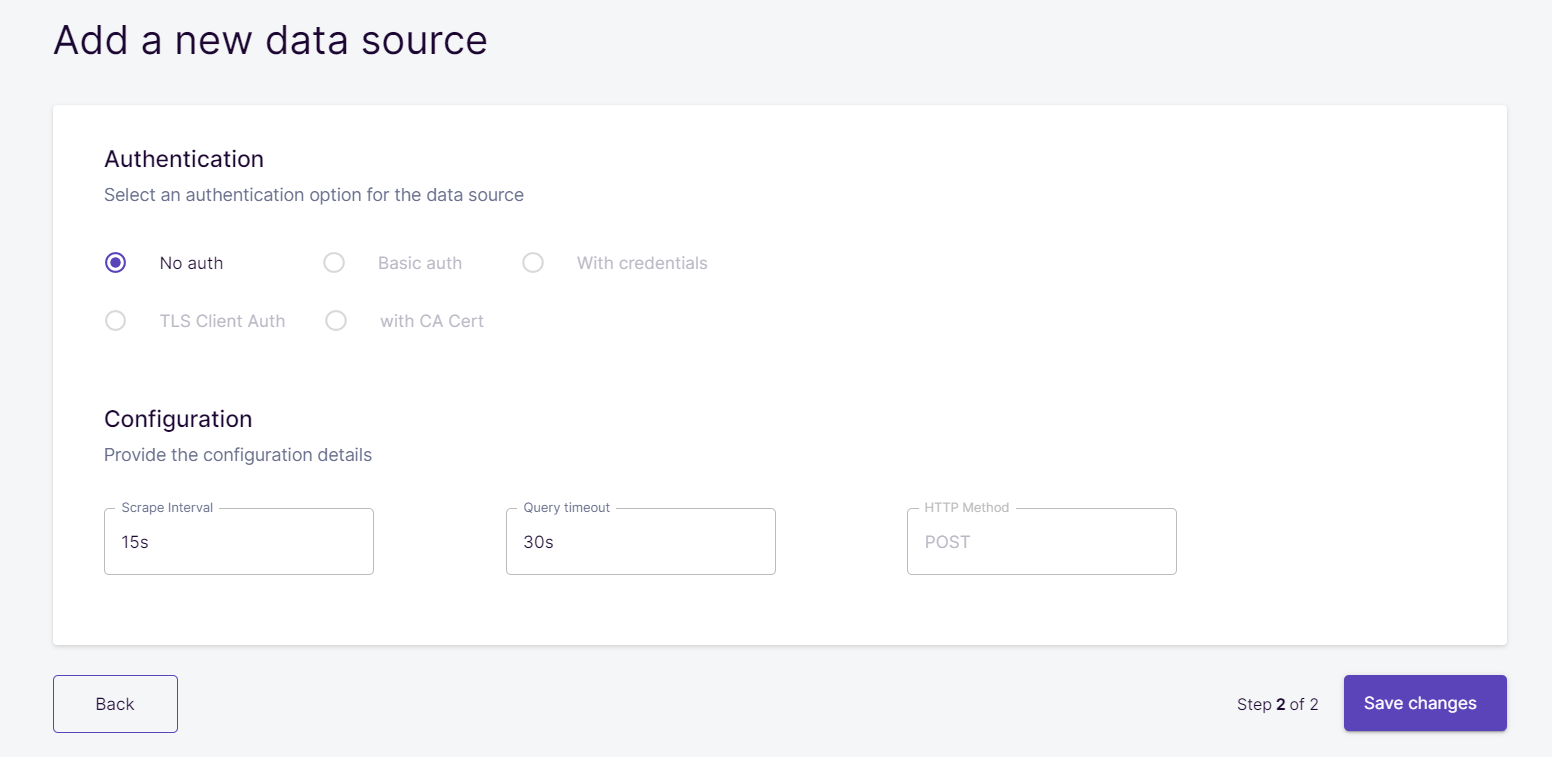 Add a new data source
Authentication
Select an authentication option for the data source
No auth Basic auth With credentials
TLS Client Auth with CA Cert
Configuration
Provide the configuration details
Scrape Interval Query timeout HTTP Method
15s 30s POST
Back Step 2 of 2 Save changes